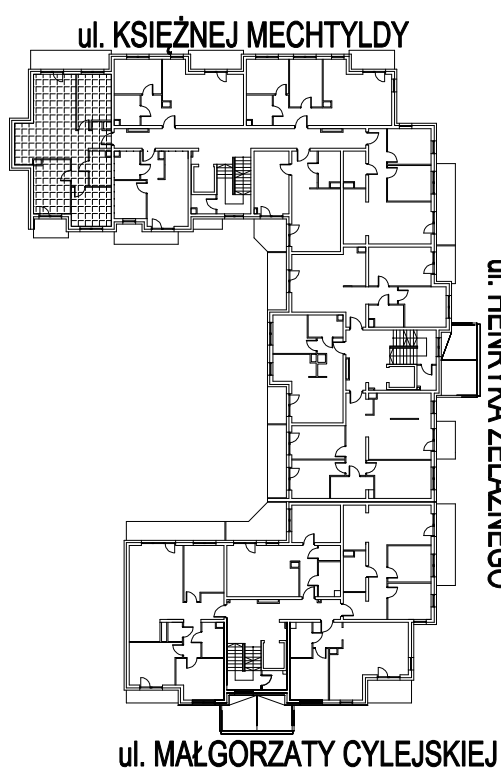 ul. KSIĘŻNEJ MECHTYLDY
ul. HENRYKA ŻELAZNEGO
ul. MAŁGORZATY CYLEJSKIEJ